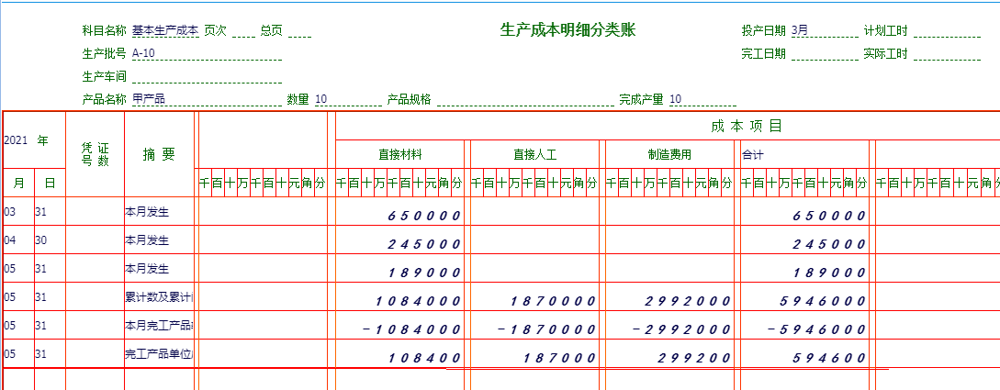 生产成本明细分类账
科目名称 基本生产成本 页次 总页 投产日期 3月 计划工时
生产批号 A-10 完工日期 实际工时
生产车间
产品名称 甲产品 数量 10 产品规格 完成产量 10
2021 年 凭证号数 摘要 成本项目
直接材料 直接人工 制造费用 合计
月 日 千百十万千百十元角分 千百十万千百十元角分 千百十万千百十元角分 千百十万千百十元角分 千百十万千百十元角分 千百十万千百十元角
03 31 本月发生 650000 650000
04 30 本月发生 245000 245000
05 31 本月发生 189000 189000
05 31 累计数及累计 1084000 1870000 2992000 5946000
05 31 本月完工产品 -1084000 -1870000 -2992000 -5946000
05 31 完工产品单位 108400 187000 299200 594600